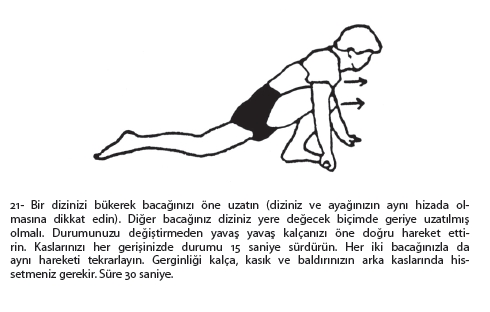 21- Bir dizinizi bükerek bacağınızı öne uzatın (diziniz ve ayağınızın aynı hizada ol-
masına dikkat edin). Diğer bacağınız diziniz yere değecek biçimde geriye uzatılmış
olmalı. Durumunuzu değiştirmeden yavaş yavaş kalçanızı öne doğru hareket etti-
rin. Kaslarınızı her gerişinizde durumu 15 saniye sürdürün. Her iki bacağınızla da
aynı hareketi tekrarlayın. Gerginliği kalça, kasık ve baldırınızın arka kaslarında his-
setmeniz gerekir. Süre 30 saniye.